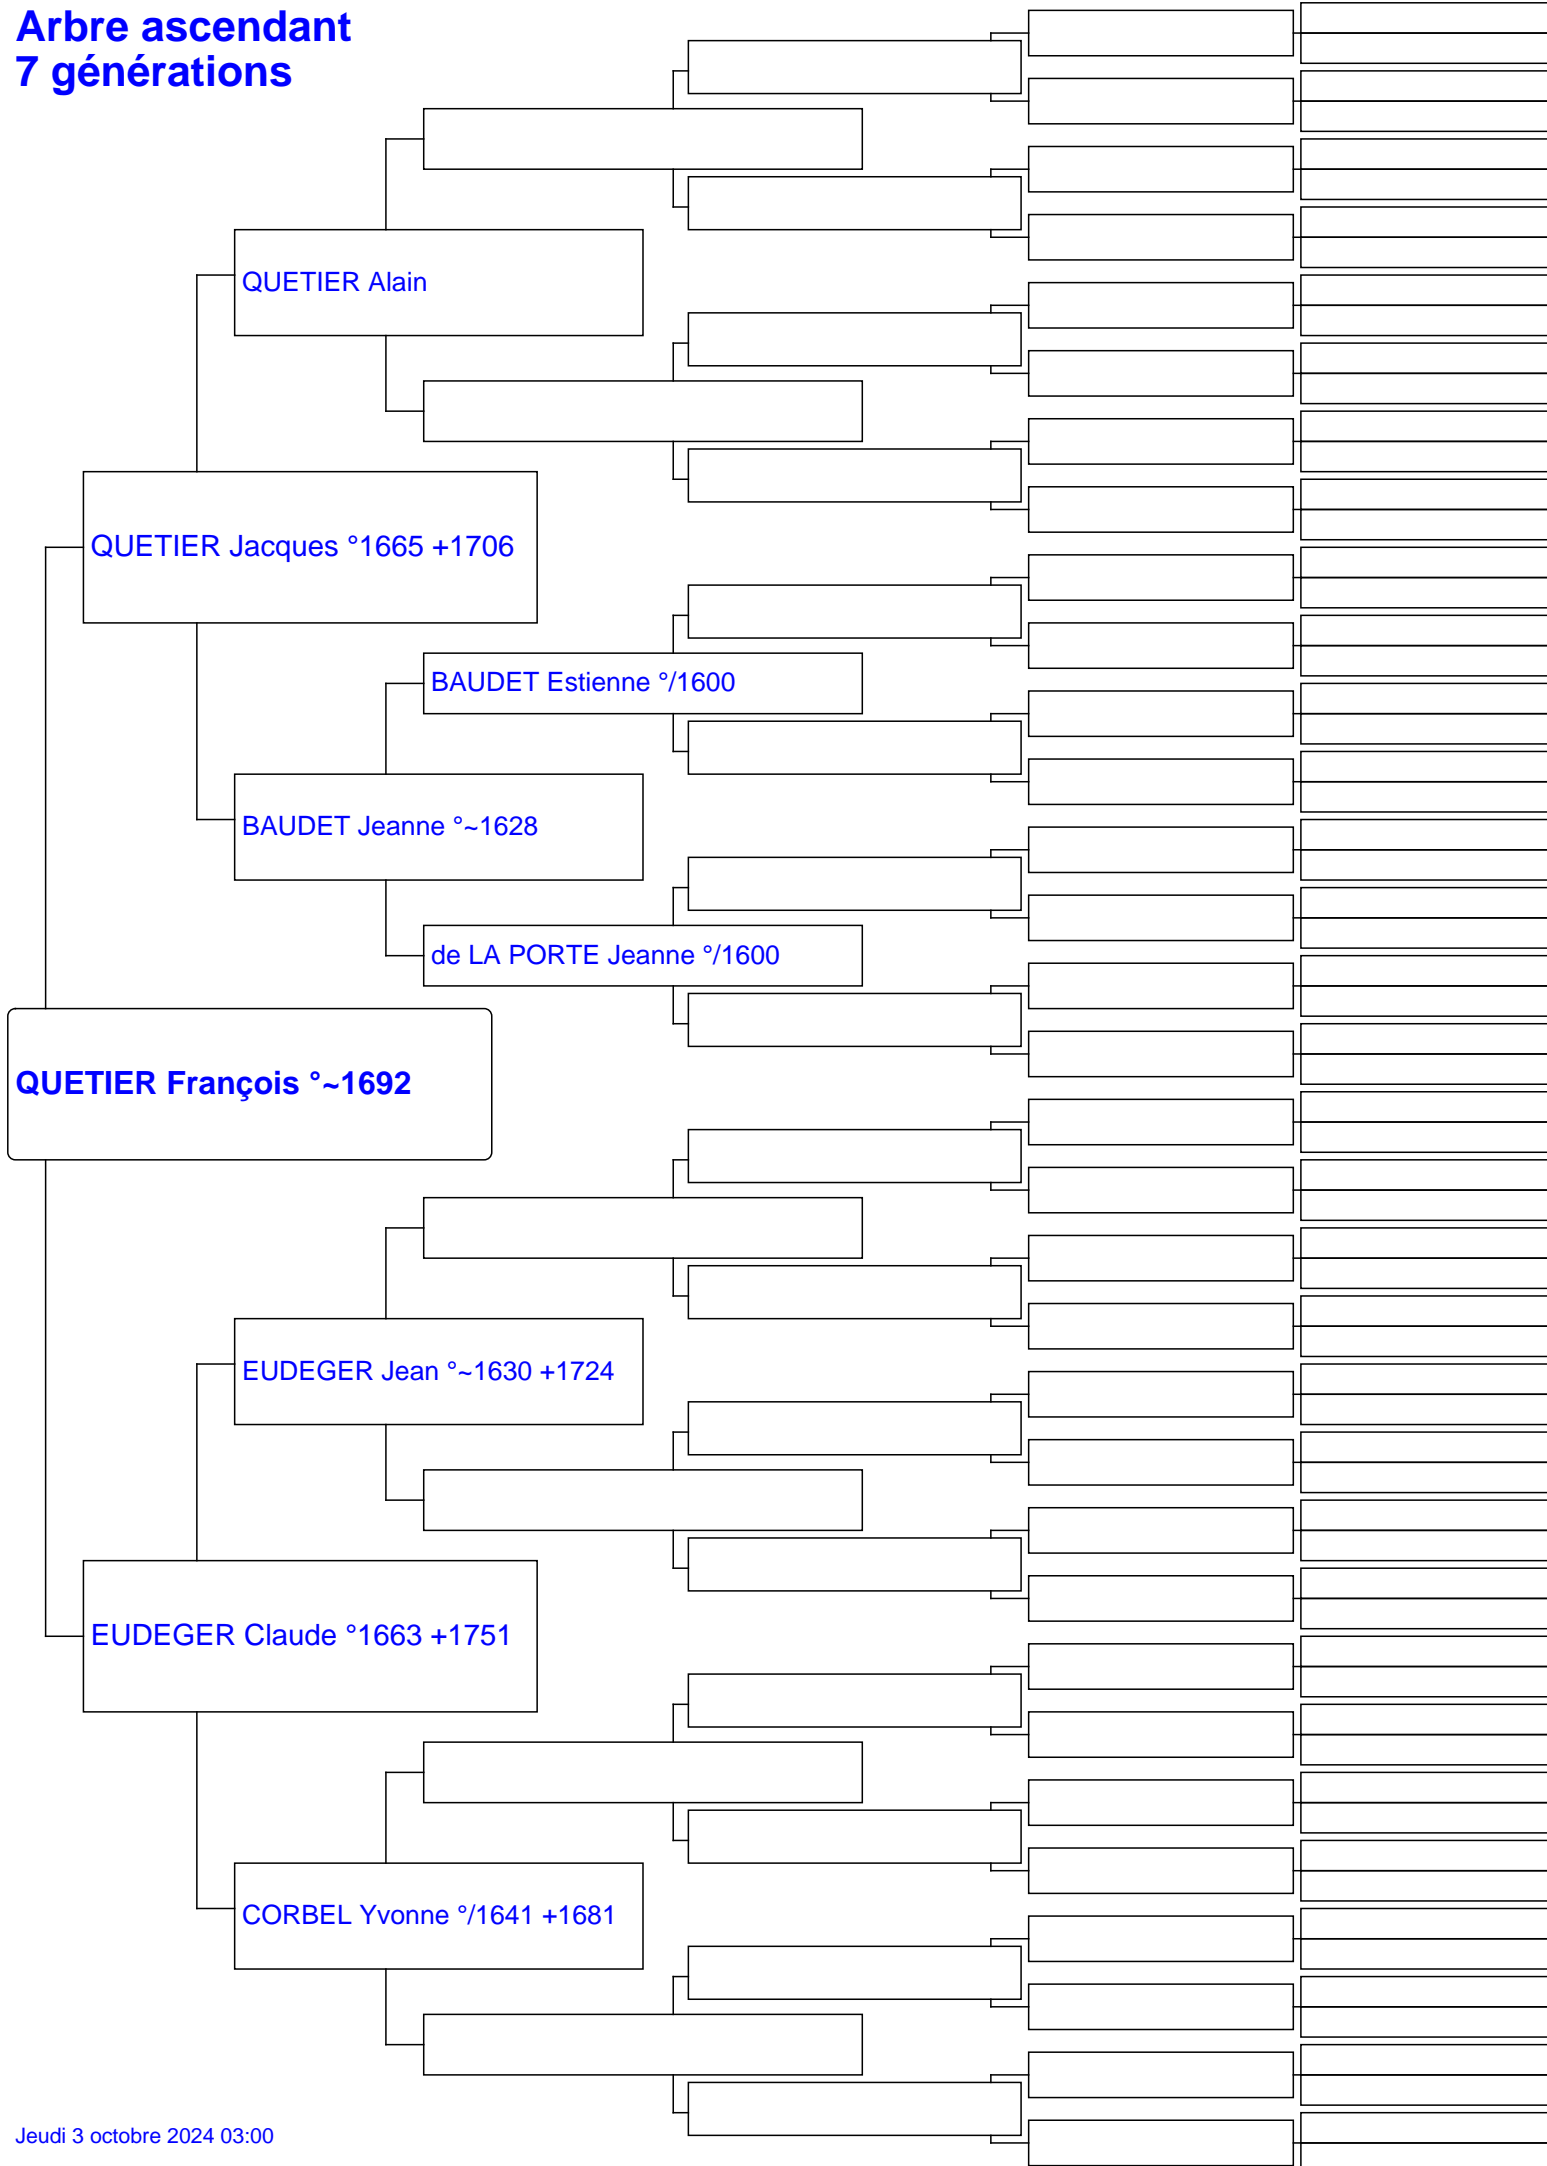 Arbre ascendant
7 générations
QUETIER Alain
QUETIER Jacques °1665 +1706
BAUDET Estienne °/1600
BAUDET Jeanne °~1628
de LA PORTE Jeanne °/1600
QUETIER François °~1692
EUDEGER Jean °~1630 +1724
EUDEGER Claude °1663 +1751
CORBEL Yvonne °/1641 +1681
Jeudi 3 octobre 2024 03:00